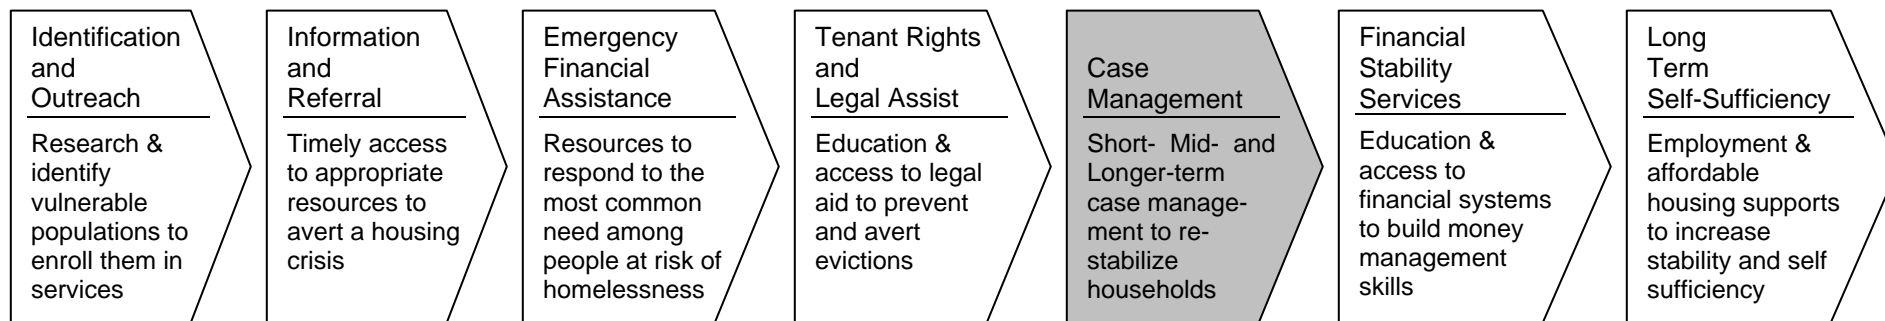 Identification
and
Outreach
Research &
identify
vulnerable
populations to
enroll them in
services
Information
and
Referral
Timely access
to appropriate
resources to
avert a housing
crisis
Emergency
Financial
Assistance
Resources to
respond to the
most common
need among
people at risk of
homelessness
Tenant Rights
and
Legal Assist
Education &
access to legal
aid to prevent
and avert
evictions
Case
Management
Short- Mid- and
Longer-term
case manage-
ment to re-
stabilize
households
Financial
Stability
Services
Education &
access to
financial systems
to build money
management
skills
Long
Term
Self-Sufficiency
Employment &
affordable
housing supports
to increase
stability and self
sufficiency